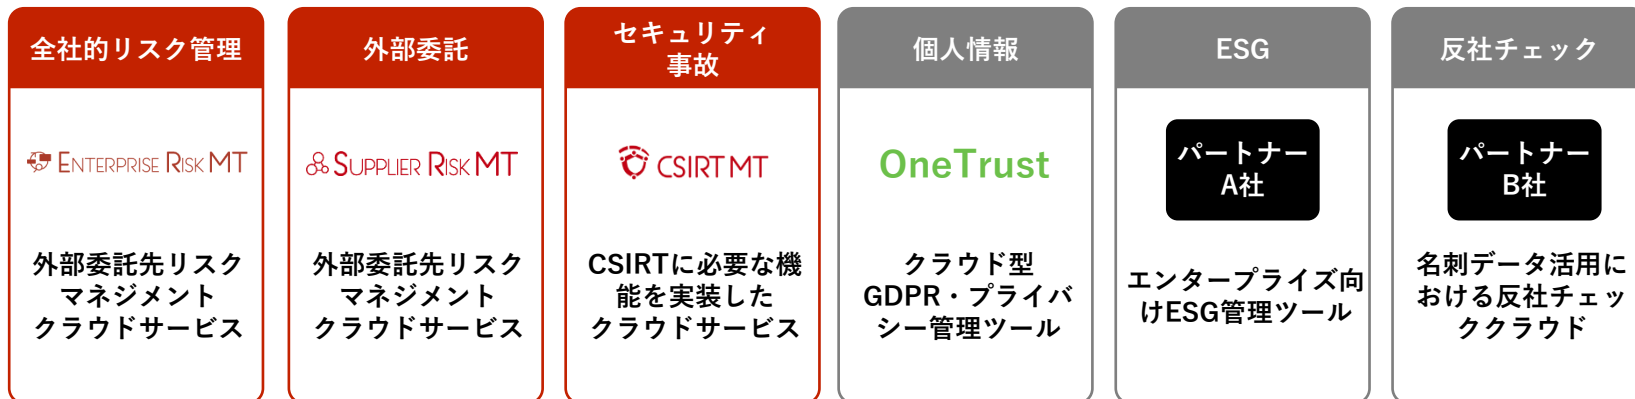 全社的リスク管理
ENTERPRISE RISK MT
外部委託先リスク
マネジメント
クラウドサービス
外部委託
SUPPLIER RISK MT
外部委託先リスク
マネジメント
クラウドサービス
セキュリティ
事故
CSIRT MT
CSIRTに必要な機
能を実装した
クラウドサービス
個人情報
OneTrust
クラウド型
GDPR・プライバ
シー管理ツール
ESG
パートナー
A社
エンタープライズ向
けESG管理ツール
反社チェック
パートナー
B社
名刺データ活用に
おける反社チェッ
ククラウド